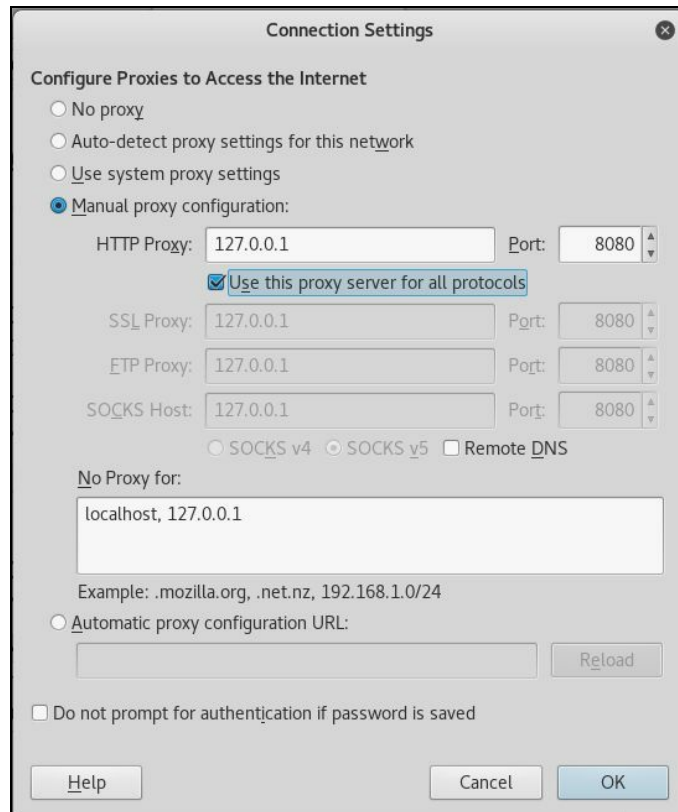 Connection Settings
Configure Proxies to Access the Internet
No proxy
Auto-detect proxy settings for this network
Use system proxy settings
Manual proxy configuration:
HTTP Proxy: 127.0.0.1 Port: 8080
Use this proxy server for all protocols
SSL Proxy: 127.0.0.1 Port: 8080
FTP Proxy: 127.0.0.1 Port: 8080
SOCKS Host: 127.0.0.1 Port: 8080
SOCKS v4 SOCKS v5 Remote DNS
No Proxy for:
localhost, 127.0.0.1
Example: .mozilla.org, .net.nz, 192.168.1.0/24
Automatic proxy configuration URL:
Reload
Do not prompt for authentication if password is saved
Help Cancel OK